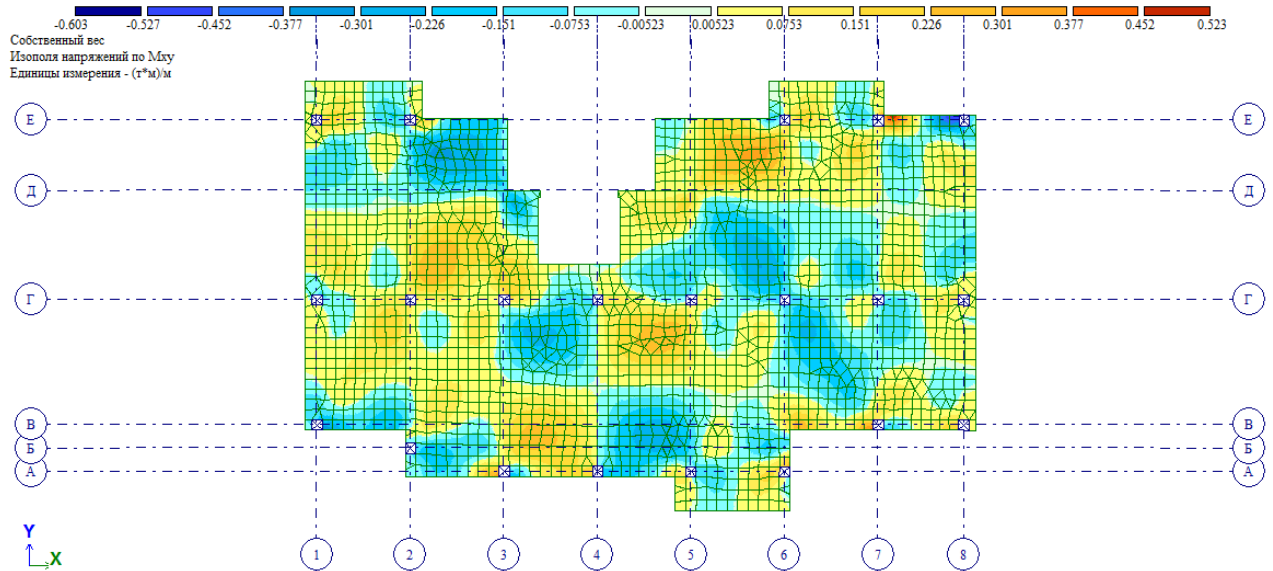 -0.603 -0.527 -0.452 -0.377 -0.301 -0.226 -0.151 -0.0753 -0.00523 0.00523 0.0753 0.151 0.226 0.301 0.377 0.452 0.523
Собственный вес
Изополя напряжений по Mxy
Единицы измерения - (т*м)/м
Е Е
Д Д
Г Г
В В
Б Б
А А
Y
X
1 2 3 4 5 6 7 8